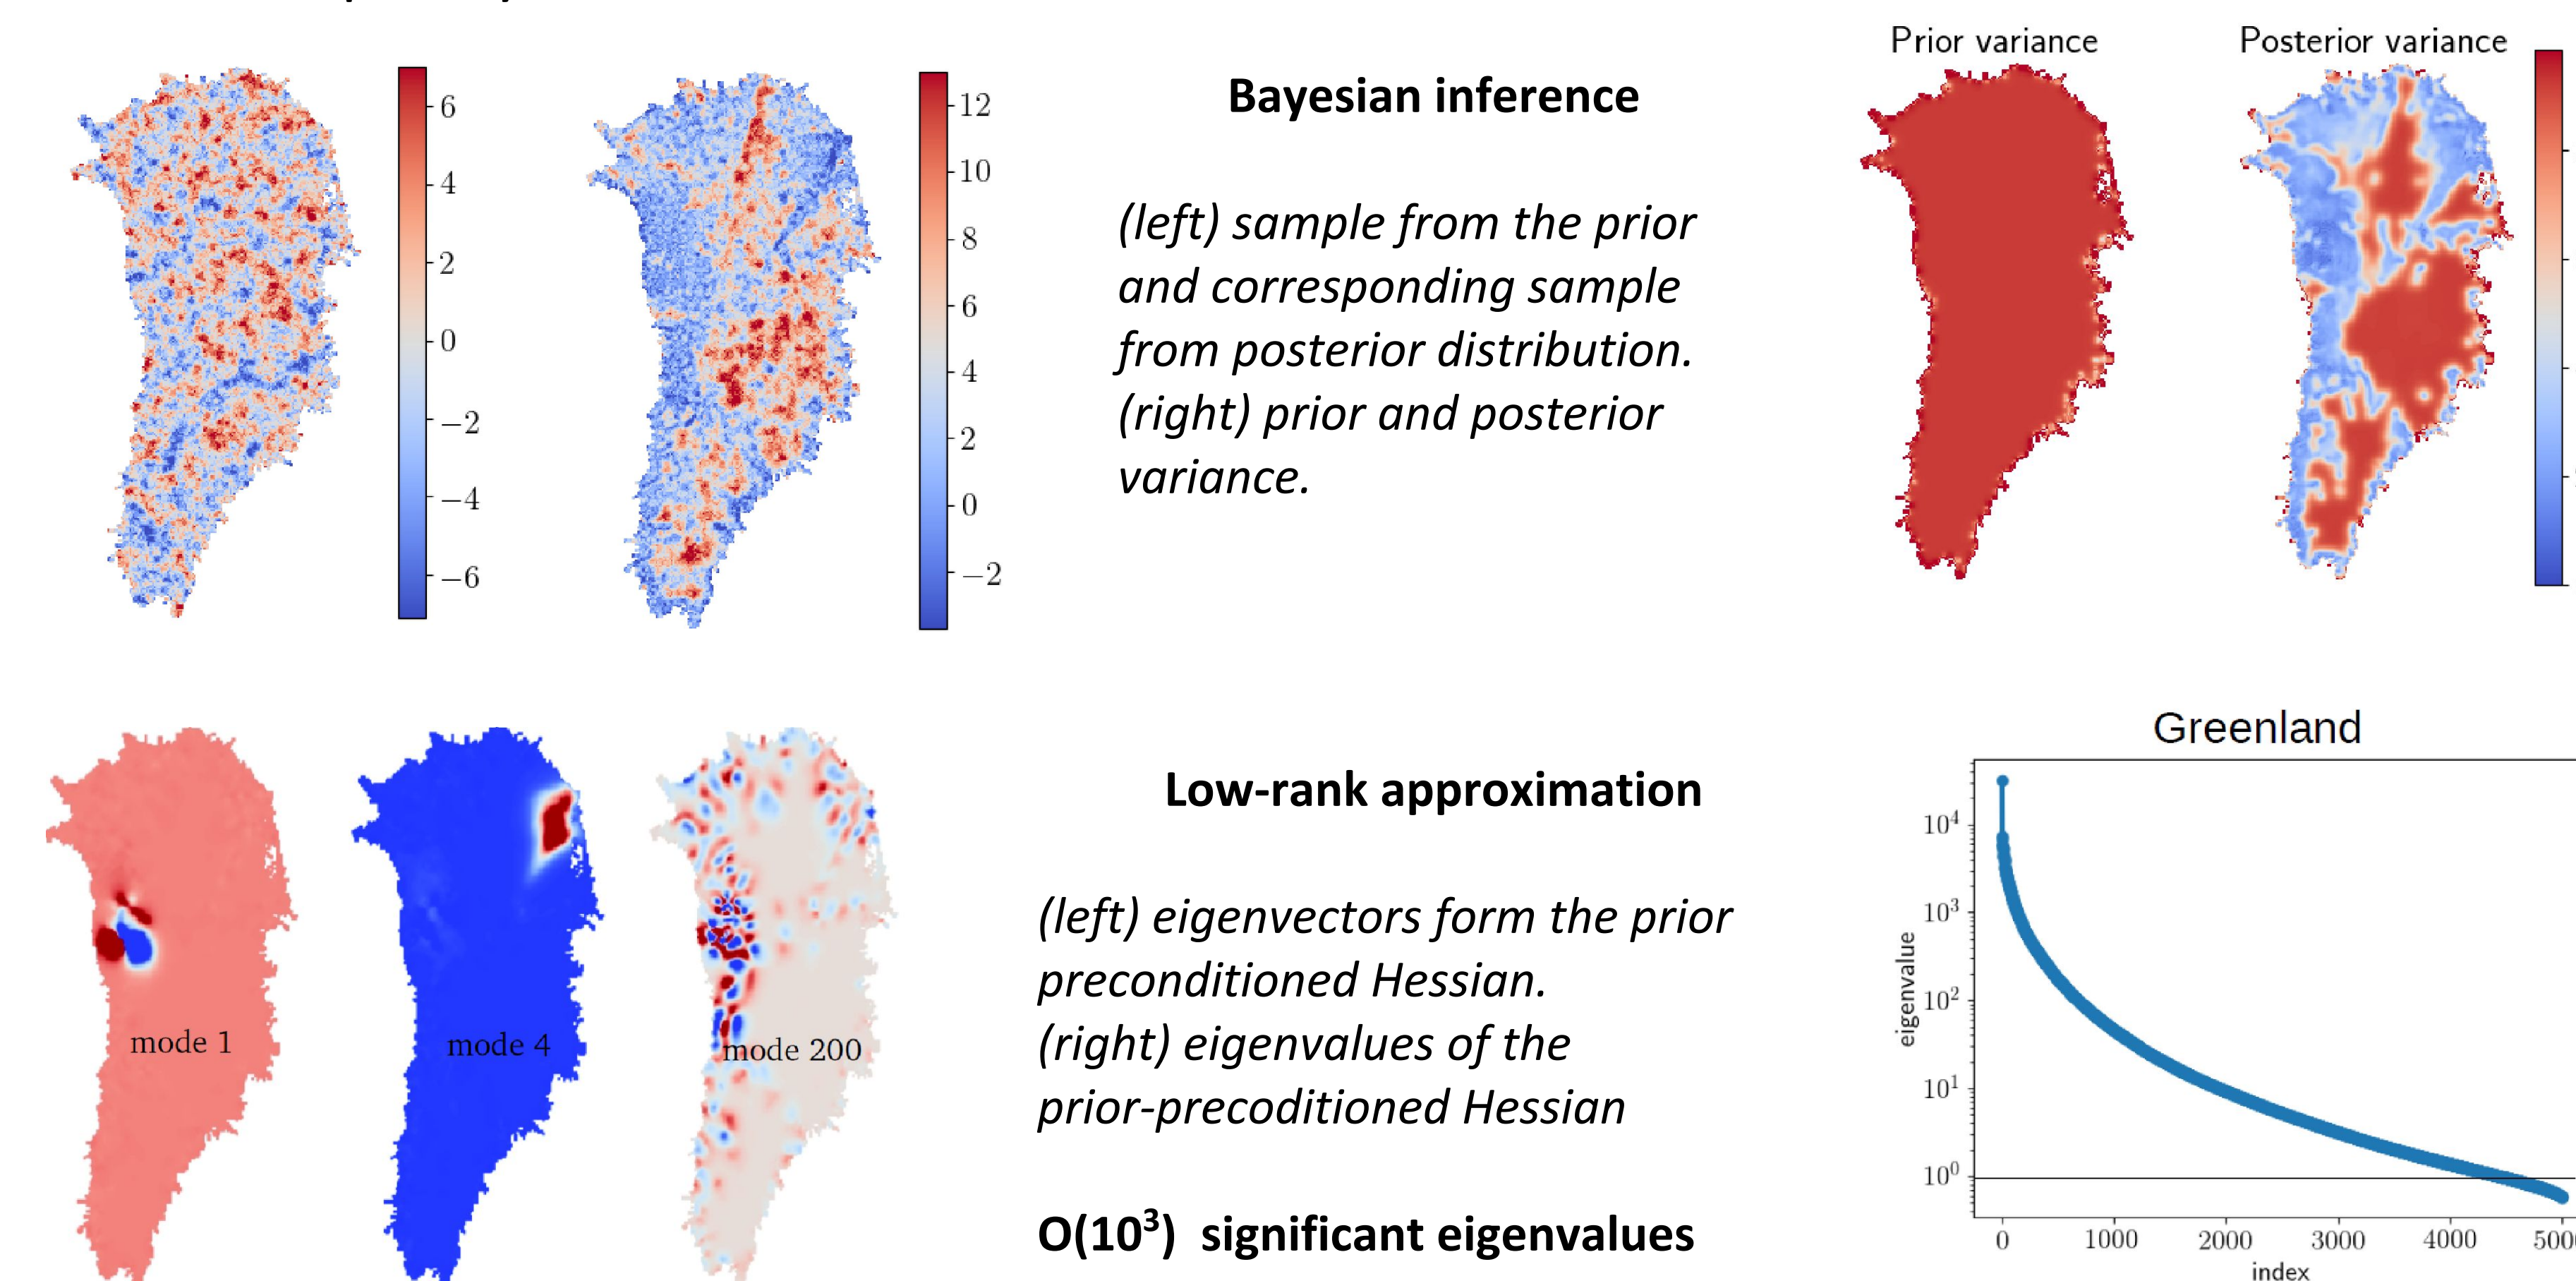 Prior variance
Posterior variance
Bayesian inference
6
4
2
0
−2
−4
−6
12
10
8
6
4
2
0
−2
(left) sample from the prior
and corresponding sample
from posterior distribution.
(right) prior and posterior
variance.
Greenland
Low-rank approximation
(left) eigenvectors form the prior
preconditioned Hessian.
(right) eigenvalues of the
prior-precoditioned Hessian
O(10³) significant eigenvalues
mode 1
mode 4
mode 200
eigenvalue
10⁴
10³
10²
10¹
10⁰
0
1000
2000
3000
4000
index